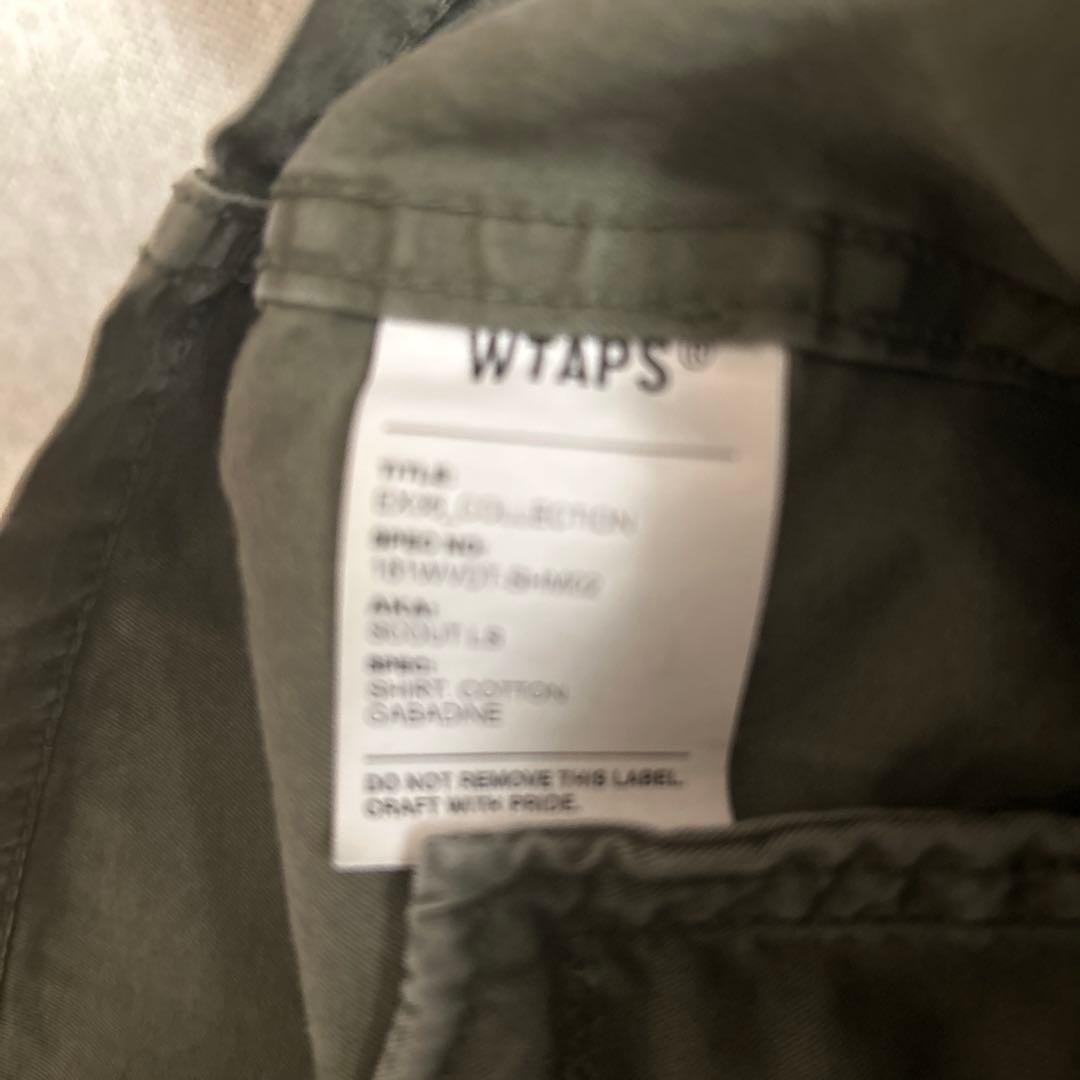 WTAPS®
TITLE:
COLLECTION
SPEC NO:
AKA:
SCOUT LS
SPEC:
SHIRT. COTTON
GABADINE
DO NOT REMOVE THIS LABEL.
CRAFT WITH PRIDE.